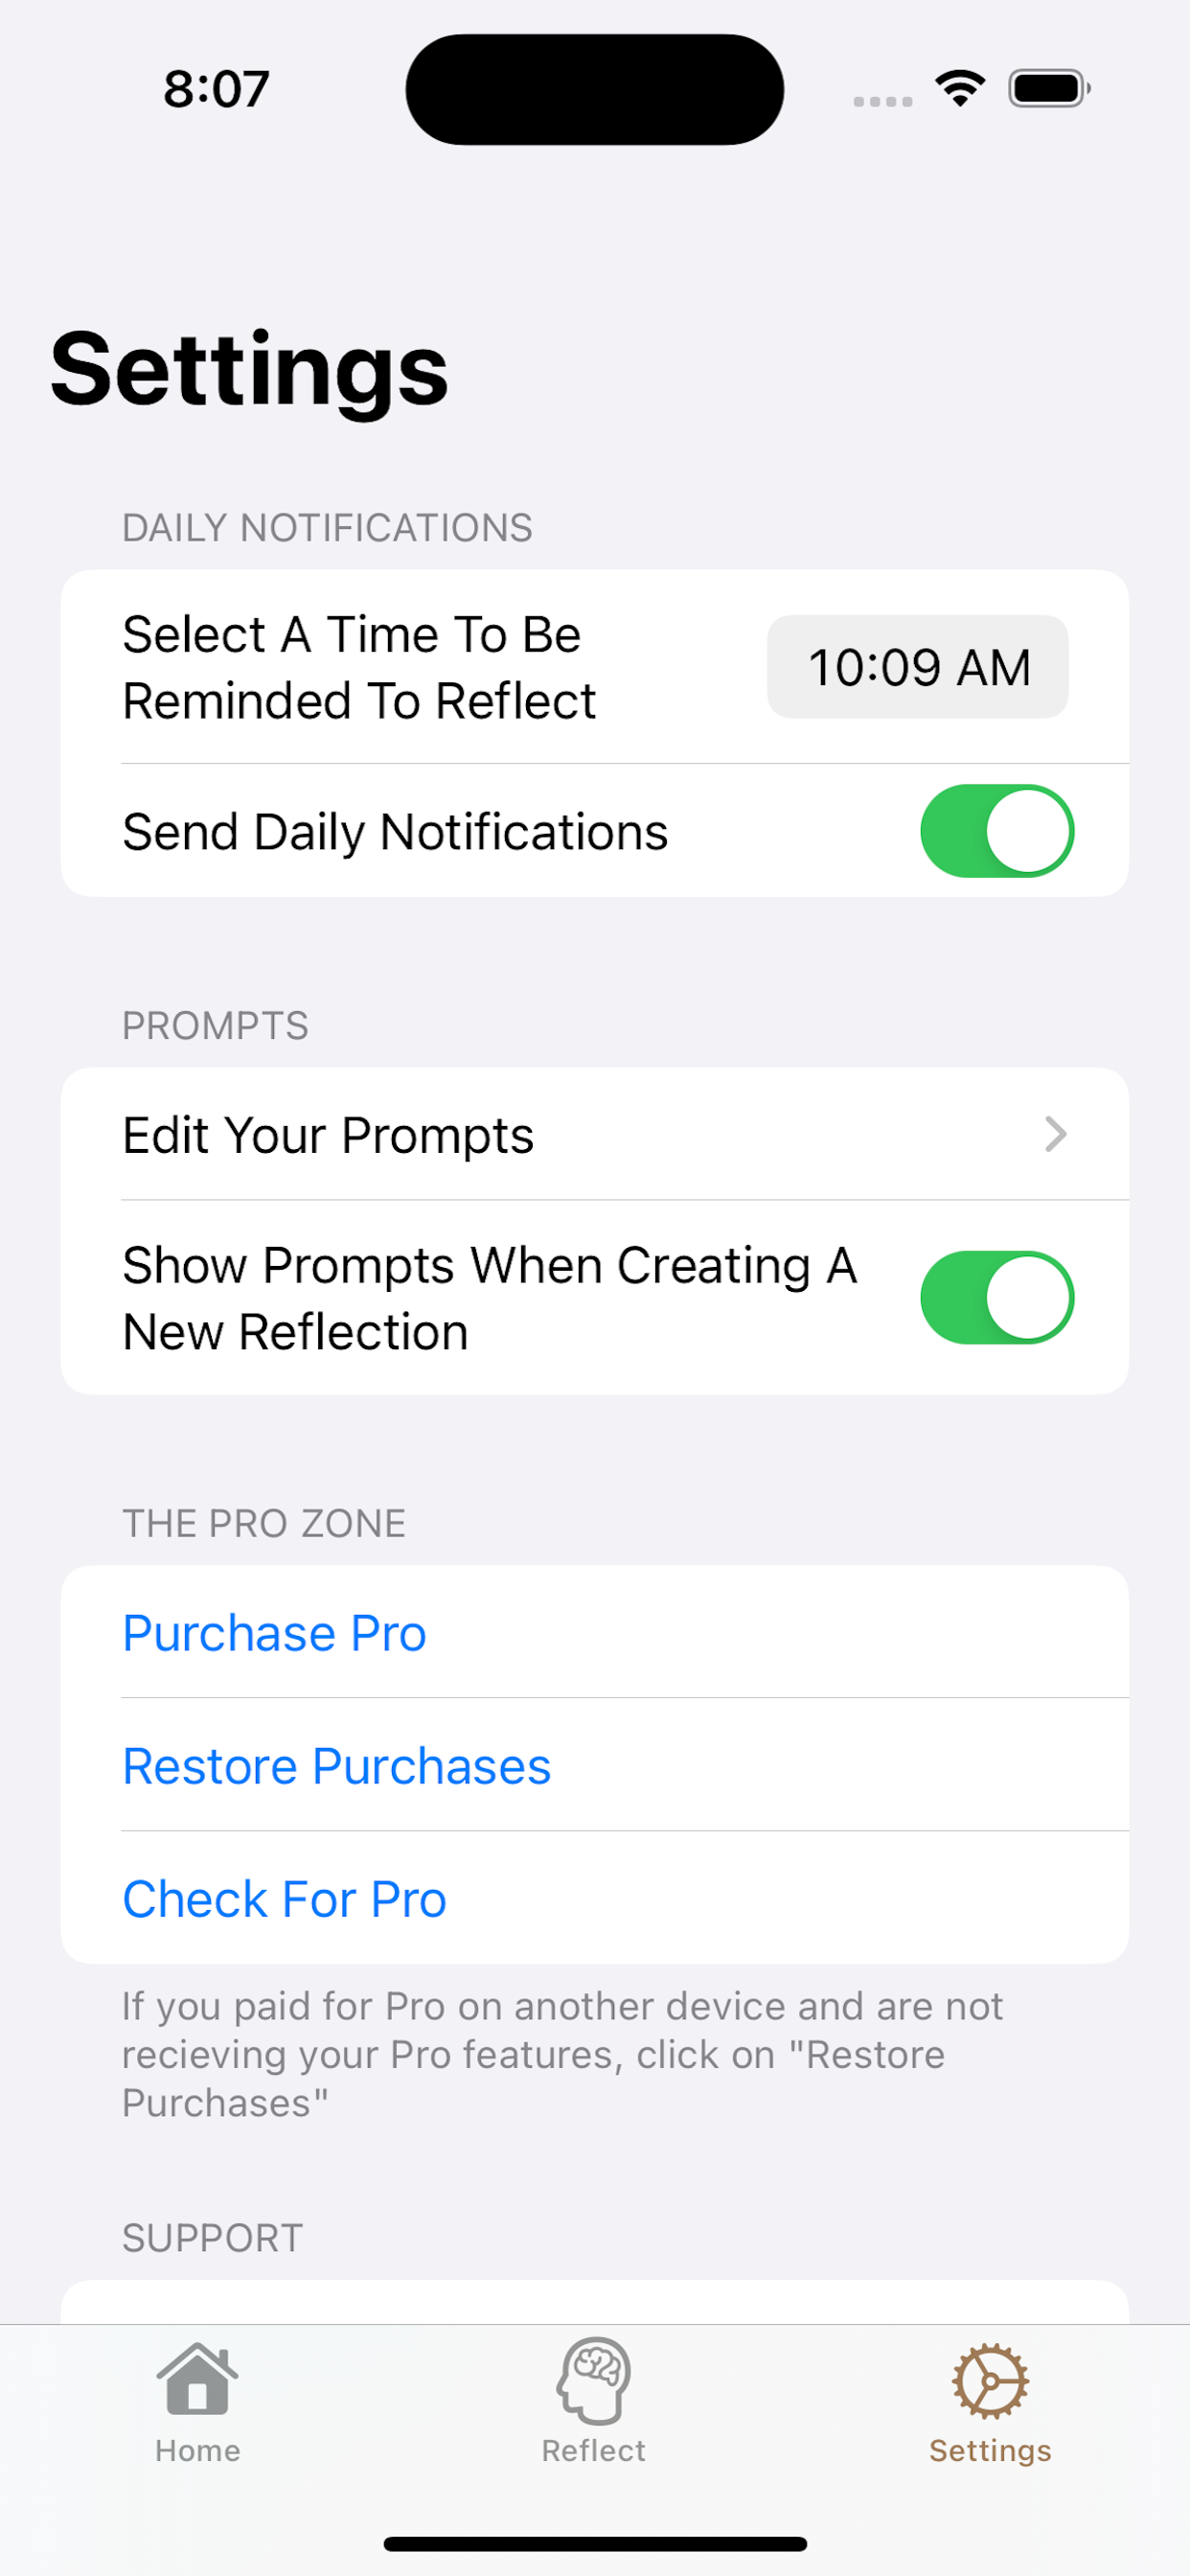 8:07
Settings
DAILY NOTIFICATIONS
Select A Time To Be
Reminded To Reflect
10:09 AM
Send Daily Notifications
PROMPTS
Edit Your Prompts
Show Prompts When Creating A
New Reflection
THE PRO ZONE
Purchase Pro
Restore Purchases
Check For Pro
If you paid for Pro on another device and are not
recieving your Pro features, click on "Restore
Purchases"
SUPPORT
Home
Reflect
Settings